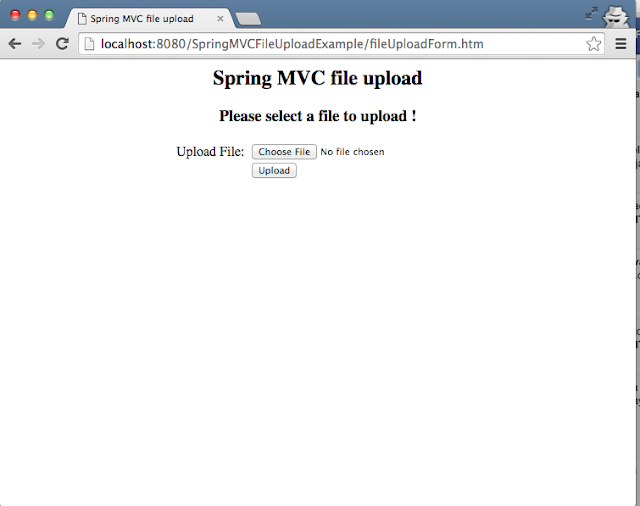 Spring MVC file upload
localhost:8080/SpringMVCFileUploadExample/fileUploadForm.htm
Spring MVC file upload
Please select a file to upload !
Upload File: Choose File No file chosen
Upload